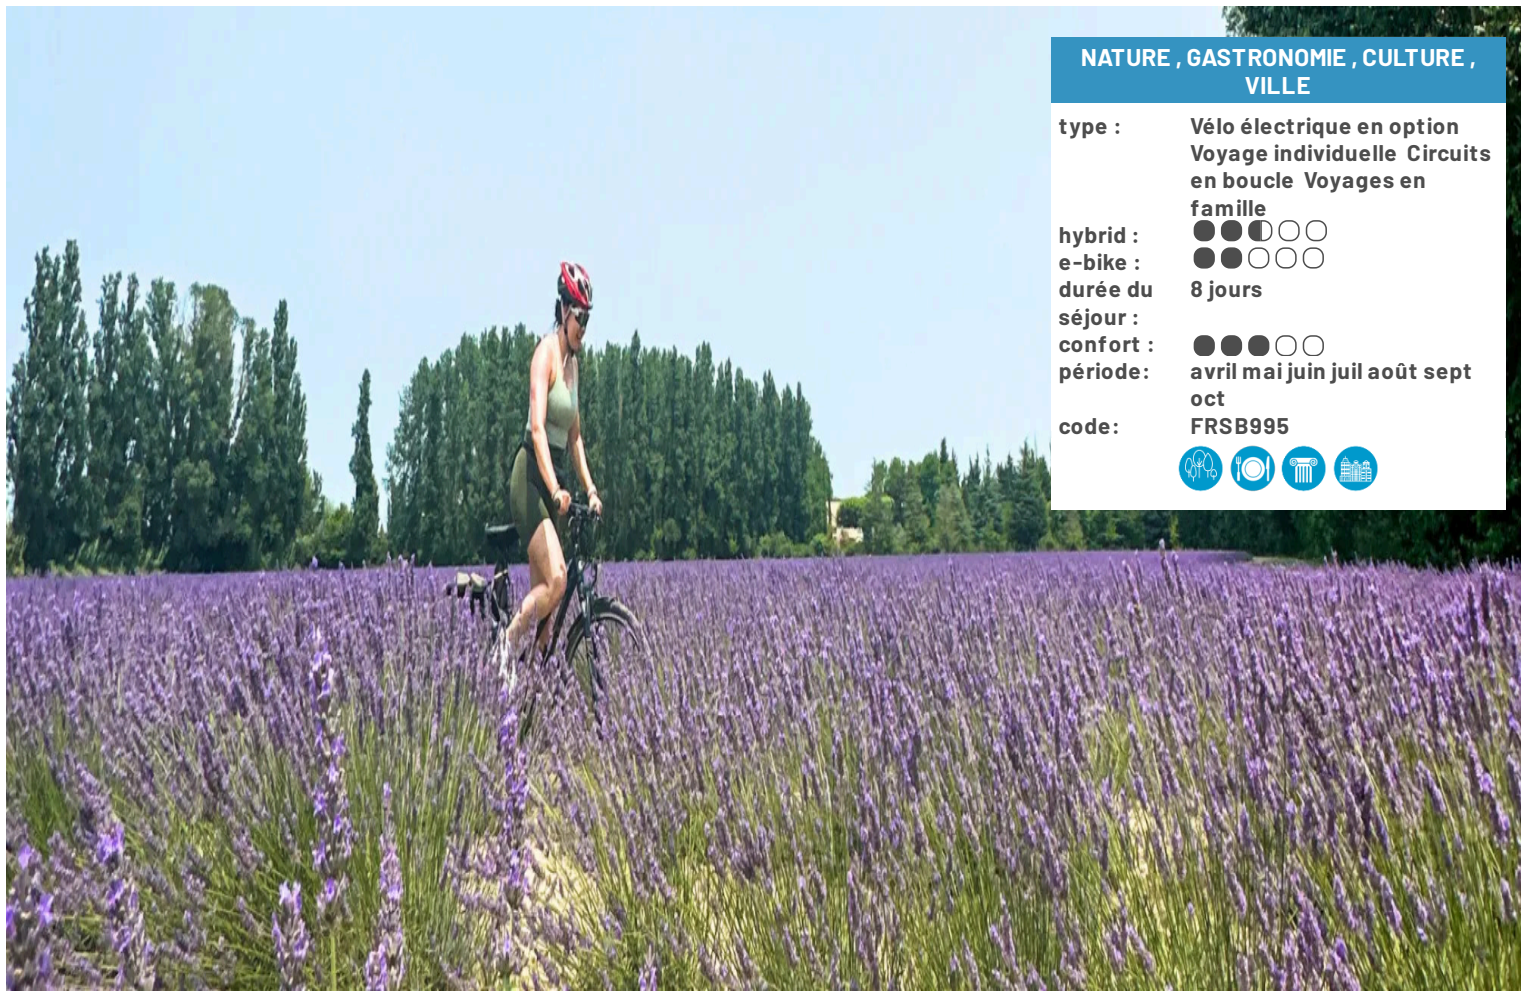 NATURE , GASTRONOMIE , CULTURE ,
VILLE
type :
Vélo électrique en option
Voyage individuelle Circuits
en boucle Voyages en
famille
hybrid :
e-bike :
durée du
séjour :
8 jours
confort :
période:
avril mai juin juil août sept
oct
code:
FRSB995